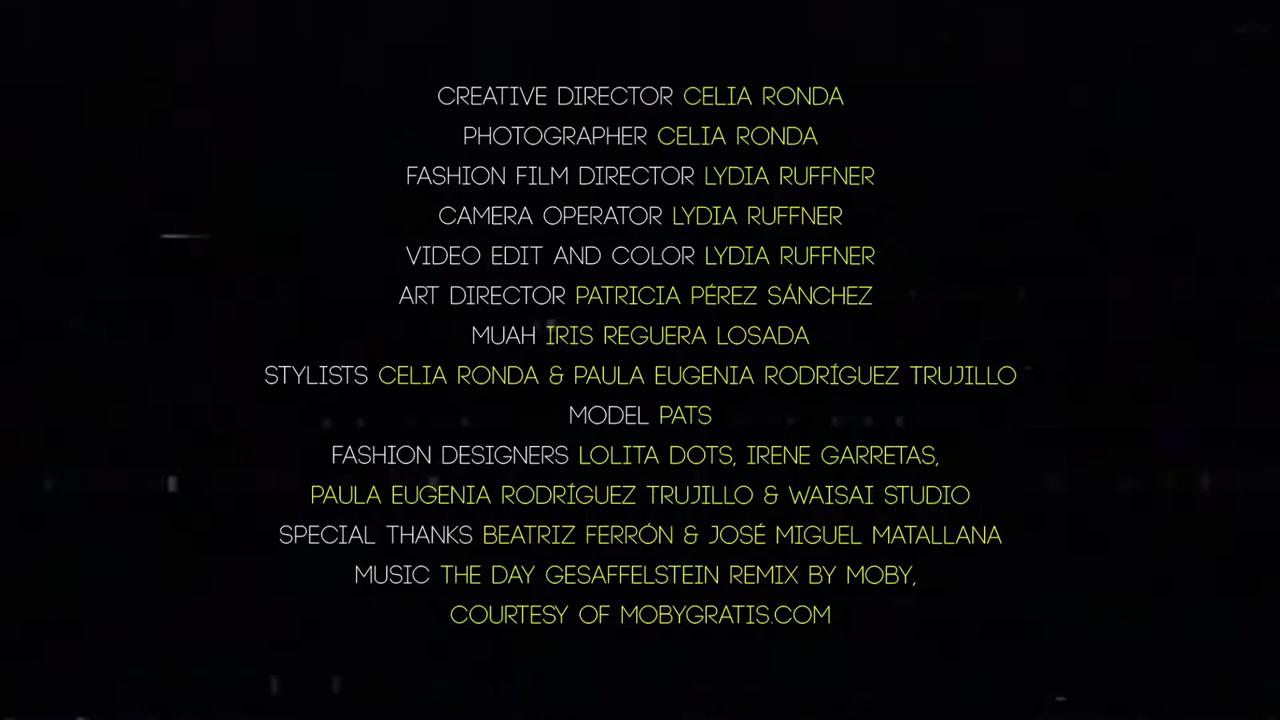 CREATIVE DIRECTOR CELIA RONDA
PHOTOGRAPHER CELIA RONDA
FASHION FILM DIRECTOR LYDIA RUFFNER
CAMERA OPERATOR LYDIA RUFFNER
VIDEO EDIT AND COLOR LYDIA RUFFNER
ART DIRECTOR PATRICIA PÉREZ SÁNCHEZ
MUAH IRIS REGUERA LOSADA
STYLISTS CELIA RONDA & PAULA EUGENIA RODRÍGUEZ TRUJILLO
MODEL PATS
FASHION DESIGNERS LOLITA DOTS, IRENE GARRETAS,
PAULA EUGENIA RODRÍGUEZ TRUJILLO & WAISAI STUDIO
SPECIAL THANKS BEATRIZ FERRÓN & JOSÉ MIGUEL MATALLANA
MUSIC THE DAY GESAFFELSTEIN REMIX BY MOBY,
COURTESY OF MOBYGRATIS.COM